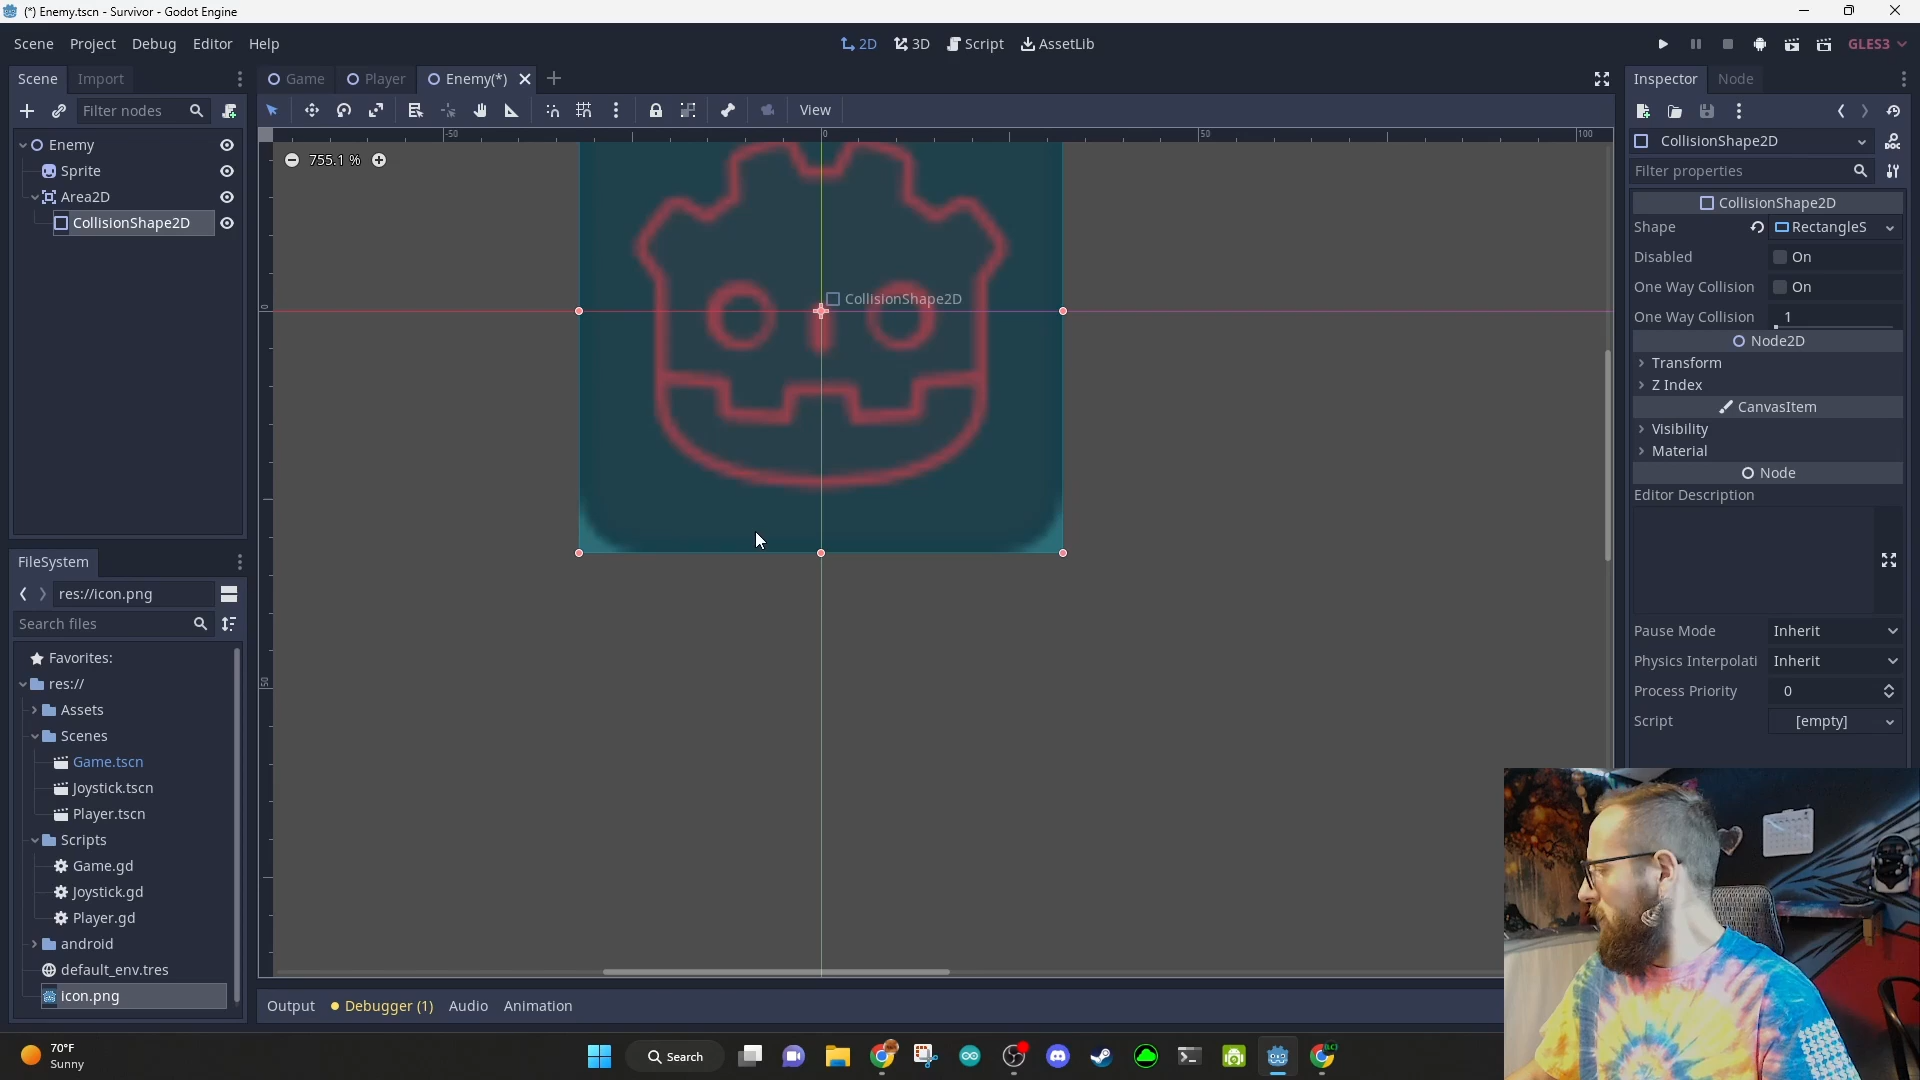 (*) Enemy.tscn - Survivor - Godot Engine
Scene Project Debug Editor Help
2D 3D Script AssetLib
GLES3
Scene Import
Game Player Enemy(*)
Inspector Node
Filter nodes
View
CollisionShape2D
Filter properties
Enemy
Sprite
Area2D
CollisionShape2D
755.1 %
-50 0 50 100
0
50
CollisionShape2D
CollisionShape2D
Shape RectangleS
Disabled On
One Way Collision On
One Way Collision 1
Node2D
Transform
Z Index
CanvasItem
Visibility
Material
Node
Editor Description
Pause Mode Inherit
Physics Interpolati Inherit
Process Priority 0
Script [empty]
FileSystem
res://icon.png
Search files
Favorites:
res://
Assets
Scenes
Game.tscn
Joystick.tscn
Player.tscn
Scripts
Game.gd
Joystick.gd
Player.gd
android
default_env.tres
icon.png
Output Debugger (1) Audio Animation
70°F
Sunny
Search